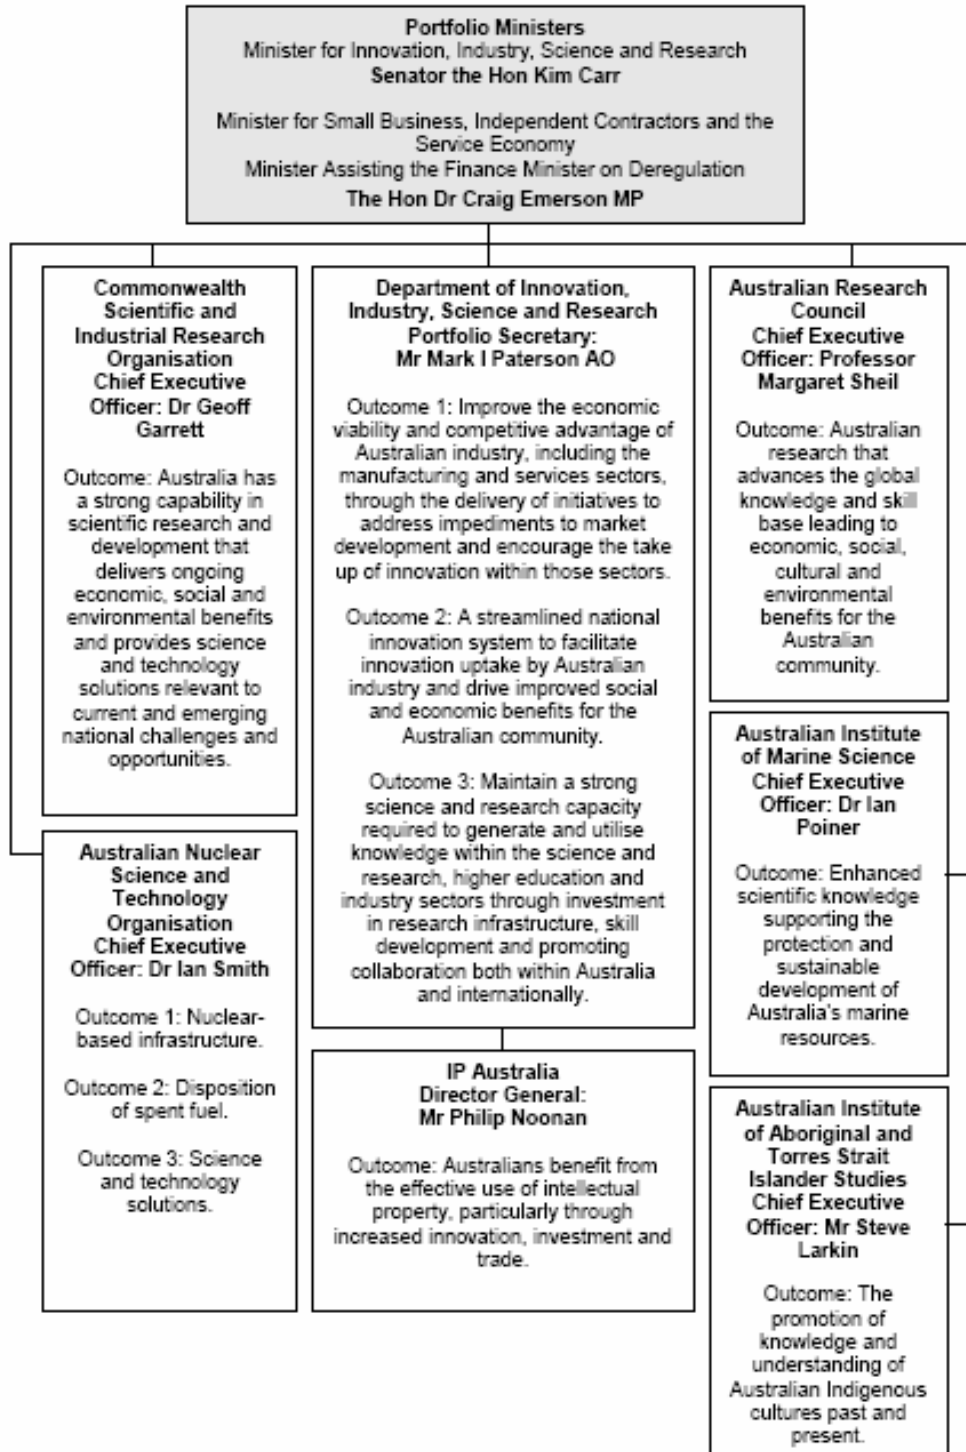 Portfolio Ministers
Minister for Innovation, Industry, Science and Research
Senator the Hon Kim Carr
Minister for Small Business, Independent Contractors and the
Service Economy
Minister Assisting the Finance Minister on Deregulation
The Hon Dr Craig Emerson MP
Commonwealth
Scientific and
Industrial Research
Organisation
Chief Executive
Officer: Dr Geoff
Garrett
Outcome: Australia has
a strong capability in
scientific research and
development that
delivers ongoing
economic, social and
environmental benefits
and provides science
and technology
solutions relevant to
current and emerging
national challenges and
opportunities.
Australian Nuclear
Science and
Technology
Organisation
Chief Executive
Officer: Dr Ian Smith
Outcome 1: Nuclear-
based infrastructure.
Outcome 2: Disposition
of spent fuel.
Outcome 3: Science
and technology
solutions.
Department of Innovation,
Industry, Science and Research
Portfolio Secretary:
Mr Mark I Paterson AO
Outcome 1: Improve the economic
viability and competitive advantage of
Australian industry, including the
manufacturing and services sectors,
through the delivery of initiatives to
address impediments to market
development and encourage the take
up of innovation within those sectors.
Outcome 2: A streamlined national
innovation system to facilitate
innovation uptake by Australian
industry and drive improved social
and economic benefits for the
Australian community.
Outcome 3: Maintain a strong
science and research capacity
required to generate and utilise
knowledge within the science and
research, higher education and
industry sectors through investment
in research infrastructure, skill
development and promoting
collaboration both within Australia
and internationally.
IP Australia
Director General:
Mr Philip Noonan
Outcome: Australians benefit from
the effective use of intellectual
property, particularly through
increased innovation, investment and
trade.
Australian Research
Council
Chief Executive
Officer: Professor
Margaret Sheil
Outcome: Australian
research that
advances the global
knowledge and skill
base leading to
economic, social,
cultural and
environmental
benefits for the
Australian
community.
Australian Institute
of Marine Science
Chief Executive
Officer: Dr Ian
Poiner
Outcome: Enhanced
scientific knowledge
supporting the
protection and
sustainable
development of
Australia's marine
resources.
Australian Institute
of Aboriginal and
Torres Strait
Islander Studies
Chief Executive
Officer: Mr Steve
Larkin
Outcome: The
promotion of
knowledge and
understanding of
Australian Indigenous
cultures past and
present.